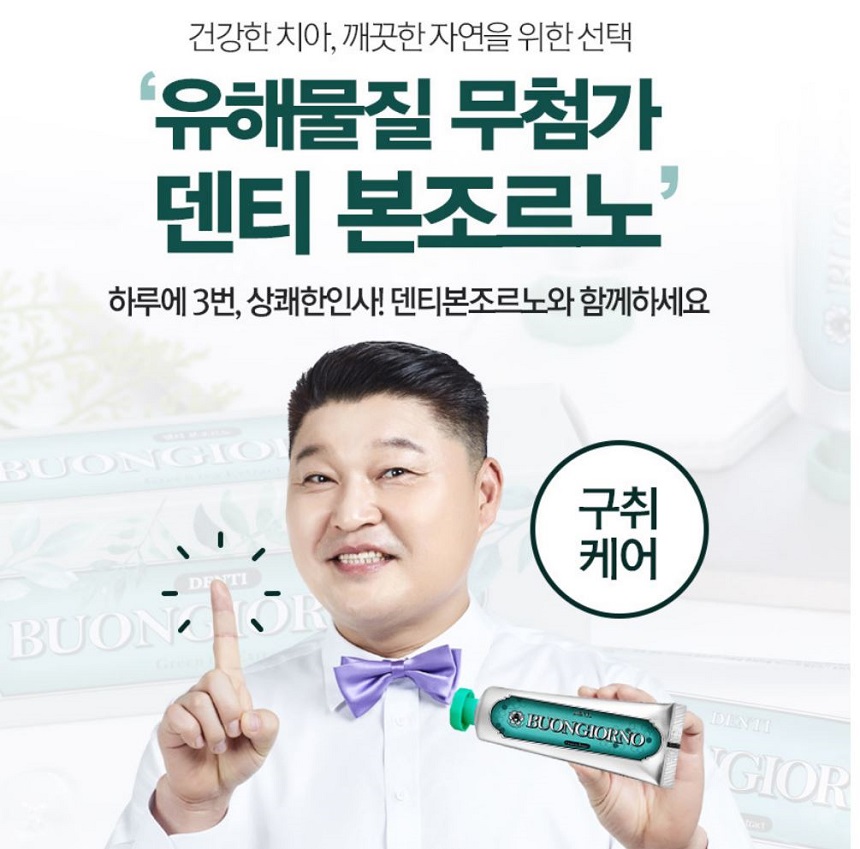 건강한 치아, 깨끗한 자연을 위한 선택
‘유해물질 무첨가
덴티 본조르노’
하루에 3번, 상쾌한인사! 덴티본조르노와 함께하세요
BUONGIOR
구취
케어
DENTI
BUONGIOR
BUONGIORNO
DENTI
GIOR